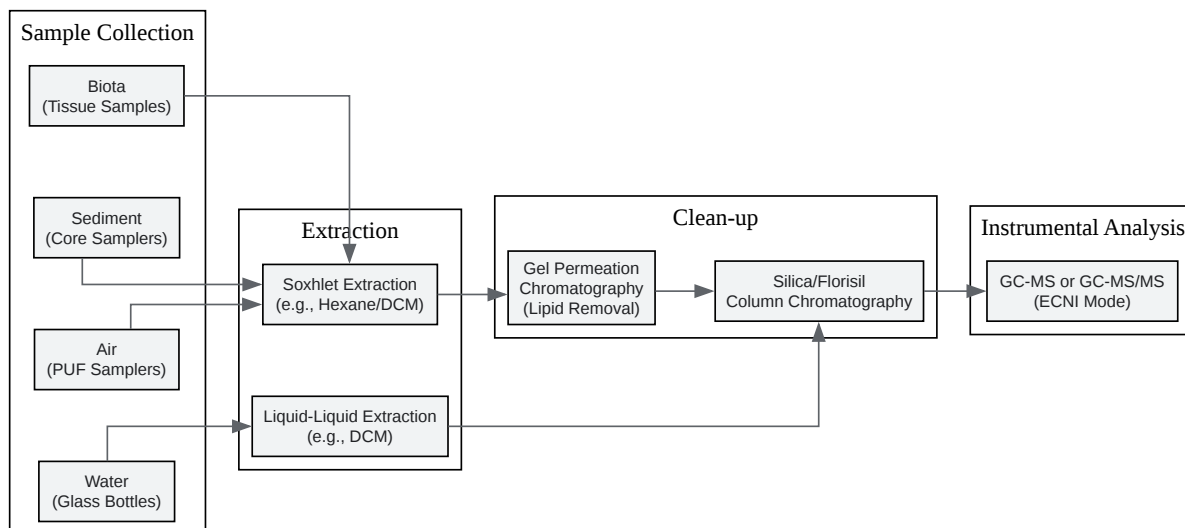 Sample Collection
Biota
(Tissue Samples)
Sediment
(Core Samplers)
Air
(PUF Samplers)
Water
(Glass Bottles)
Extraction
Soxhlet Extraction
(e.g., Hexane/DCM)
Liquid-Liquid Extraction
(e.g., DCM)
Clean-up
Gel Permeation
Chromatography
(Lipid Removal)
Silica/Florisil
Column Chromatography
Instrumental Analysis
GC-MS or GC-MS/MS
(ECNI Mode)